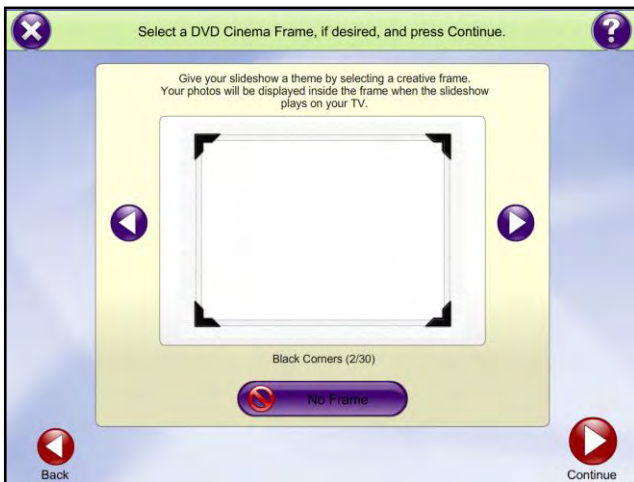 Select a DVD Cinema Frame, if desired, and press Continue.
?
Give your slideshow a theme by selecting a creative frame.
Your photos will be displayed inside the frame when the slideshow
plays on your TV.
Black Corners (2/30)
No Frame
Back
Continue